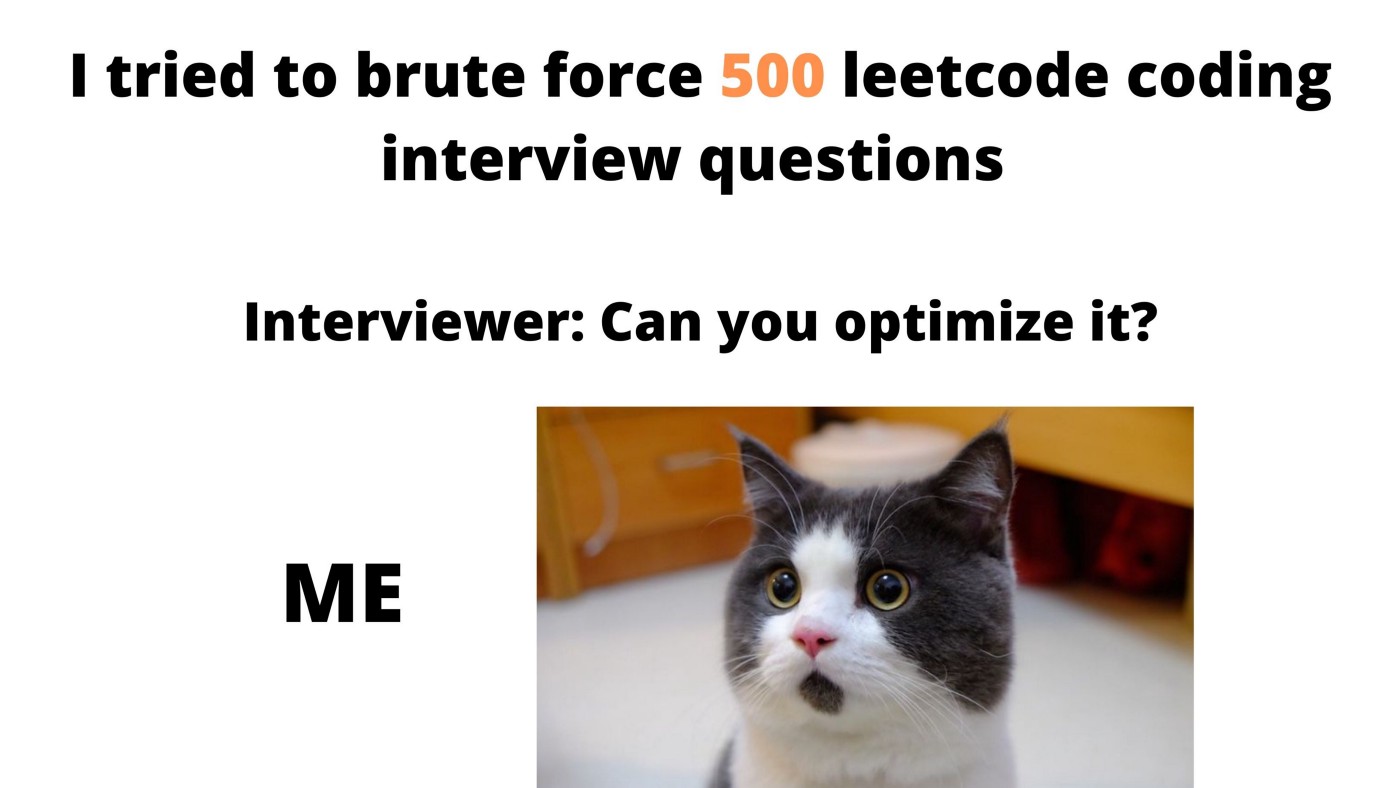 I tried to brute force 500 leetcode coding
interview questions
Interviewer: Can you optimize it?
ME